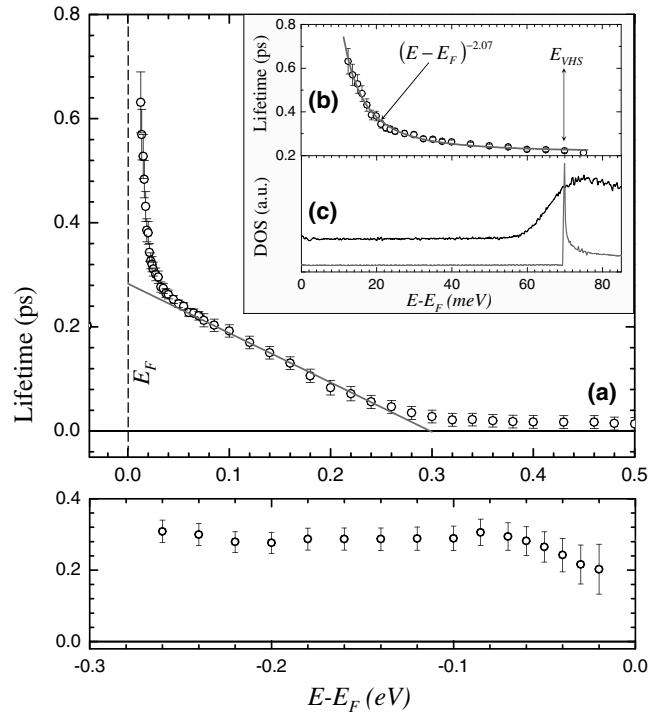 0.8
0.6
0.4
0.2
0.0
Lifetime (ps)
E_F
(a)
0.0 0.1 0.2 0.3 0.4 0.5
0.8
0.6
0.4
0.2
Lifetime (ps)
(b)
(E – E_F)^{-2.07}
E_{VHS}
DOS (a.u.)
(c)
0 20 40 60 80
E-E_F (meV)
0.4
0.2
0.0
-0.3 -0.2 -0.1 0.0
E-E_F (eV)